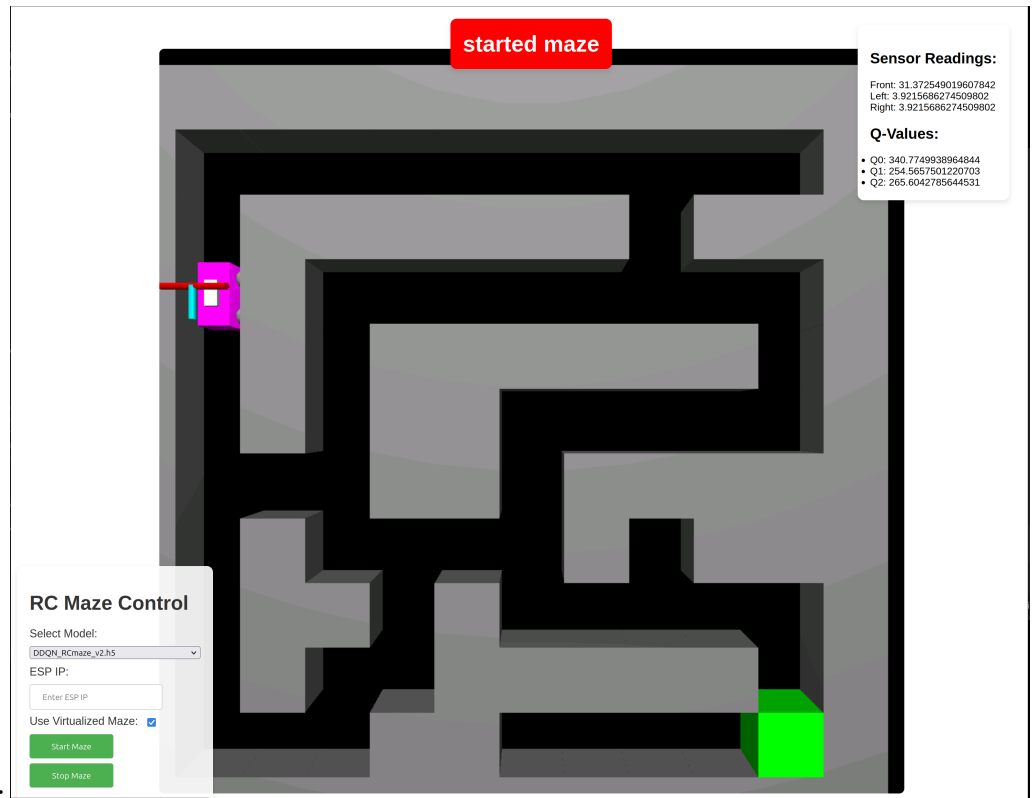 started maze
Sensor Readings:
Front: 31.372549019607842
Left: 3.9215686274509802
Right: 3.9215686274509802
Q-Values:
Q0: 340.7749938964844
Q1: 254.5657501220703
Q2: 265.6042785644531
RC Maze Control
Select Model:
DDQN_RCmaze_v2.h5
ESP IP:
Enter ESP IP
Use Virtualized Maze:
Start Maze
Stop Maze